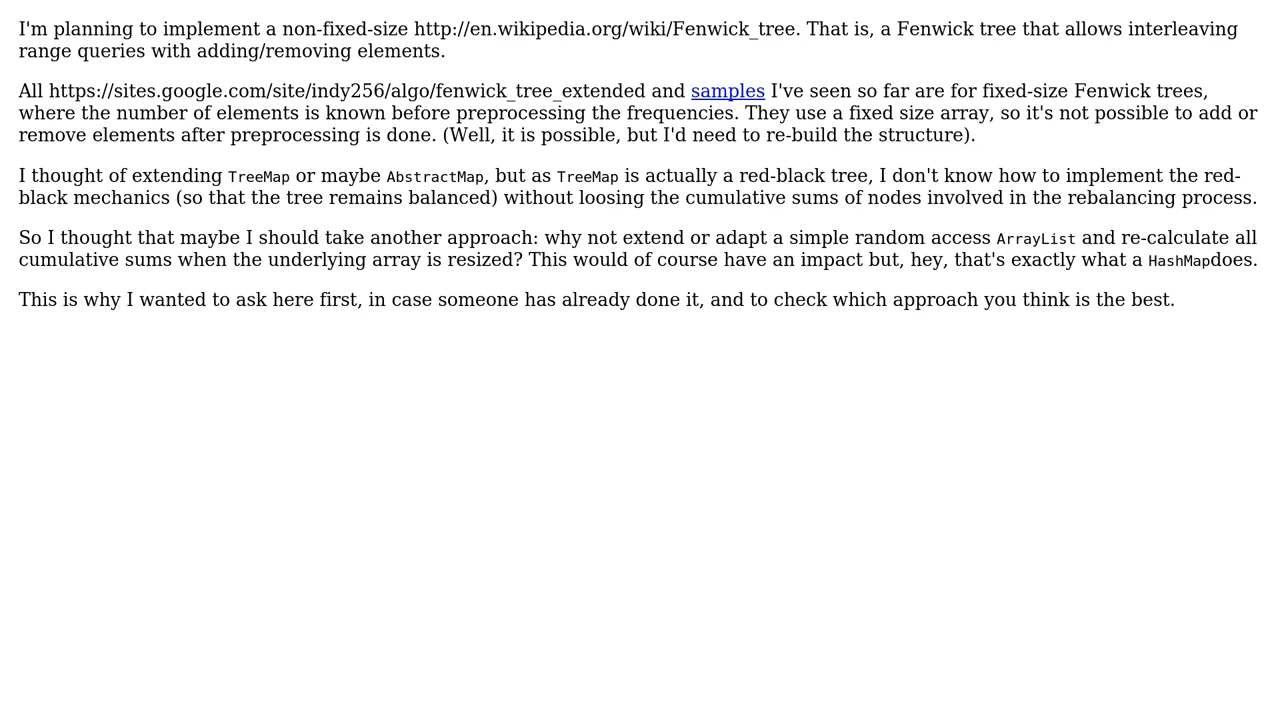 I'm planning to implement a non-fixed-size http://en.wikipedia.org/wiki/Fenwick_tree. That is, a Fenwick tree that allows interleaving
range queries with adding/removing elements.
All https://sites.google.com/site/indy256/algo/fenwick_tree_extended and samples I've seen so far are for fixed-size Fenwick trees,
where the number of elements is known before preprocessing the frequencies. They use a fixed size array, so it's not possible to add or
remove elements after preprocessing is done. (Well, it is possible, but I'd need to re-build the structure).
I thought of extending TreeMap or maybe AbstractMap, but as TreeMap is actually a red-black tree, I don't know how to implement the red-
black mechanics (so that the tree remains balanced) without loosing the cumulative sums of nodes involved in the rebalancing process.
So I thought that maybe I should take another approach: why not extend or adapt a simple random access ArrayList and re-calculate all
cumulative sums when the underlying array is resized? This would of course have an impact but, hey, that's exactly what a HashMapdoes.
This is why I wanted to ask here first, in case someone has already done it, and to check which approach you think is the best.